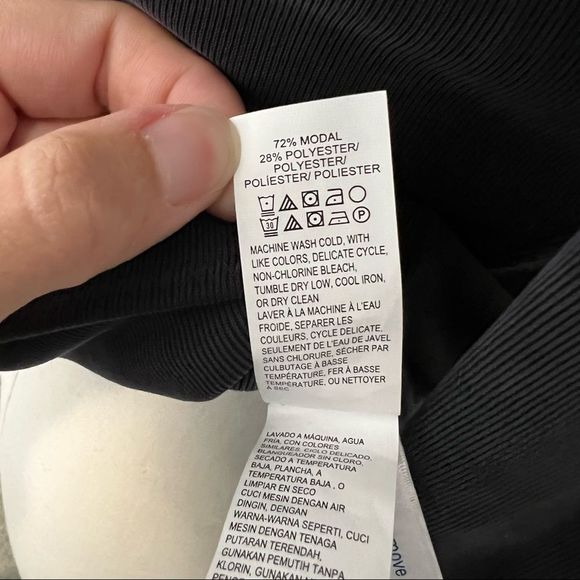 72% MODAL
28% POLYESTER/
POLYESTER/
POLÍESTER/ POLIESTER
30 P
MACHINE WASH COLD, WITH
LIKE COLORS, DELICATE CYCLE,
NON-CHLORINE BLEACH,
TUMBLE DRY LOW, COOL IRON,
OR DRY CLEAN
LAVER À LA MACHINE À L'EAU
FROIDE, SEPARER LES
COULEURS, CYCLE DELICATE,
SEULEMENT DE L'EAU DE JAVEL
SANS CHLORURE, SÉCHER PAR
CULBUTAGE À BASSE
TEMPÉRATURE, FER À BASSE
TEMPÉRATURE, OU NETTOYER
À SEC
LAVADO A MÁQUINA, AGUA
FRÍA, CON COLORES
SIMILARES, CICLO DELICADO,
BLANQUEADOR SIN CLORO,
SECADO A TEMPERATURA
BAJA, PLANCHA, A
TEMPERATURA BAJA , O
LIMPIAR EN SECO
CUCI MESIN DENGAN AIR
DINGIN, DENGAN
WARNA-WARNA SEPERTI, CUCI
MESIN DENGAN TENAGA
PUTARAN TERENDAH,
GUNAKAN PEMUTIH TANPA
KLORIN, GUNAKAN